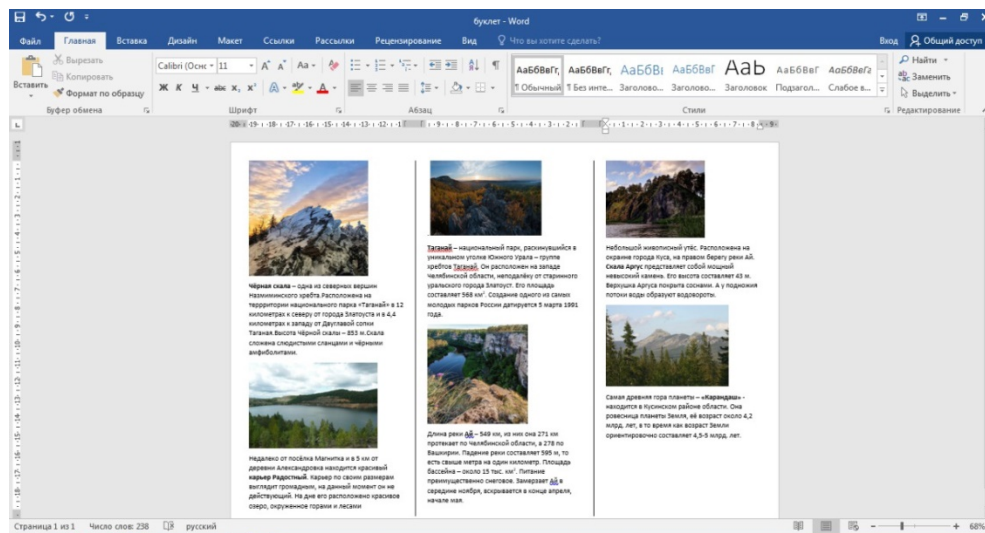 буклет - Word
Файл Главная Вставка Дизайн Макет Ссылки Рассылки Рецензирование Вид Что вы хотите сделать? Вход Общий доступ
Вставить
Вырезать
Копировать
Формат по образцу
Буфер обмена
Calibri (Оснс 11
Ж К Ч abc x, x²
Шрифт
Абзац
АаБбВвГг, АаБбВвГг, АаБбВі АаБбВвГ АаЬ АаБбВвГ АаБбВвГг
¶ Обычный ¶ Без инте... Заголово... Заголово... Заголовок Подзагол... Слабое в...
Стили
Найти
Заменить
Выделить
Редактирование
Чёрная скала – одна из северных вершин
Назминимского хребта.Расположена на
территории национального парка «Таганай» в 12
километрах к северу от города Златоуста и в 4,4
километрах к западу от Двуглавой сопки
Таганая.Высота Чёрной скалы – 853 м.Скала
сложена слюдистыми сланцами и чёрными
амфиболитами.
Недалеко от посёлка Магнитка и в 5 км от
деревни Александровка находится красивый
карьер Радостный. Карьер по своим размерам
выглядит громадным, на данный момент он не
действующий. На дне его расположено красивое
озеро, окруженное горами и лесами
Таганай – национальный парк, раскинувшийся в
уникальном уголке Южного Урала – группе
хребтов Таганай. Он расположен на западе
Челябинской области, неподалёку от старинного
уральского города Златоуст. Его площадь
составляет 568 км². Создание одного из самых
молодых парков России датируется 5 марта 1991
года.
Длина реки Ай – 549 км, из них она 271 км
протекает по Челябинской области, а 278 по
Башкирии. Падение реки составляет 595 м, то
есть свыше метра на один километр. Площадь
бассейна – около 15 тыс. км². Питание
преимущественно снеговое. Замерзает Ай в
середине ноября, вскрывается в конце апреля,
начале мая.
Небольшой живописный утёс. Расположена на
окраине города Куса, на правом берегу реки Ай.
Скала Аргус представляет собой мощный
невысокий камень. Его высота составляет 43 м.
Верхушка Аргуса покрыта соснами. А у подножия
потоки воды образуют водовороты.
Самая древняя гора планеты – «Карандаш» -
находится в Кусинском районе области. Она
ровесница планеты Земля, её возраст около 4,2
млрд. лет, в то время как возраст Земли
ориентировочно составляет 4,5-5 млрд. лет.
Страница 1 из 1 Число слов: 238 русский 68%